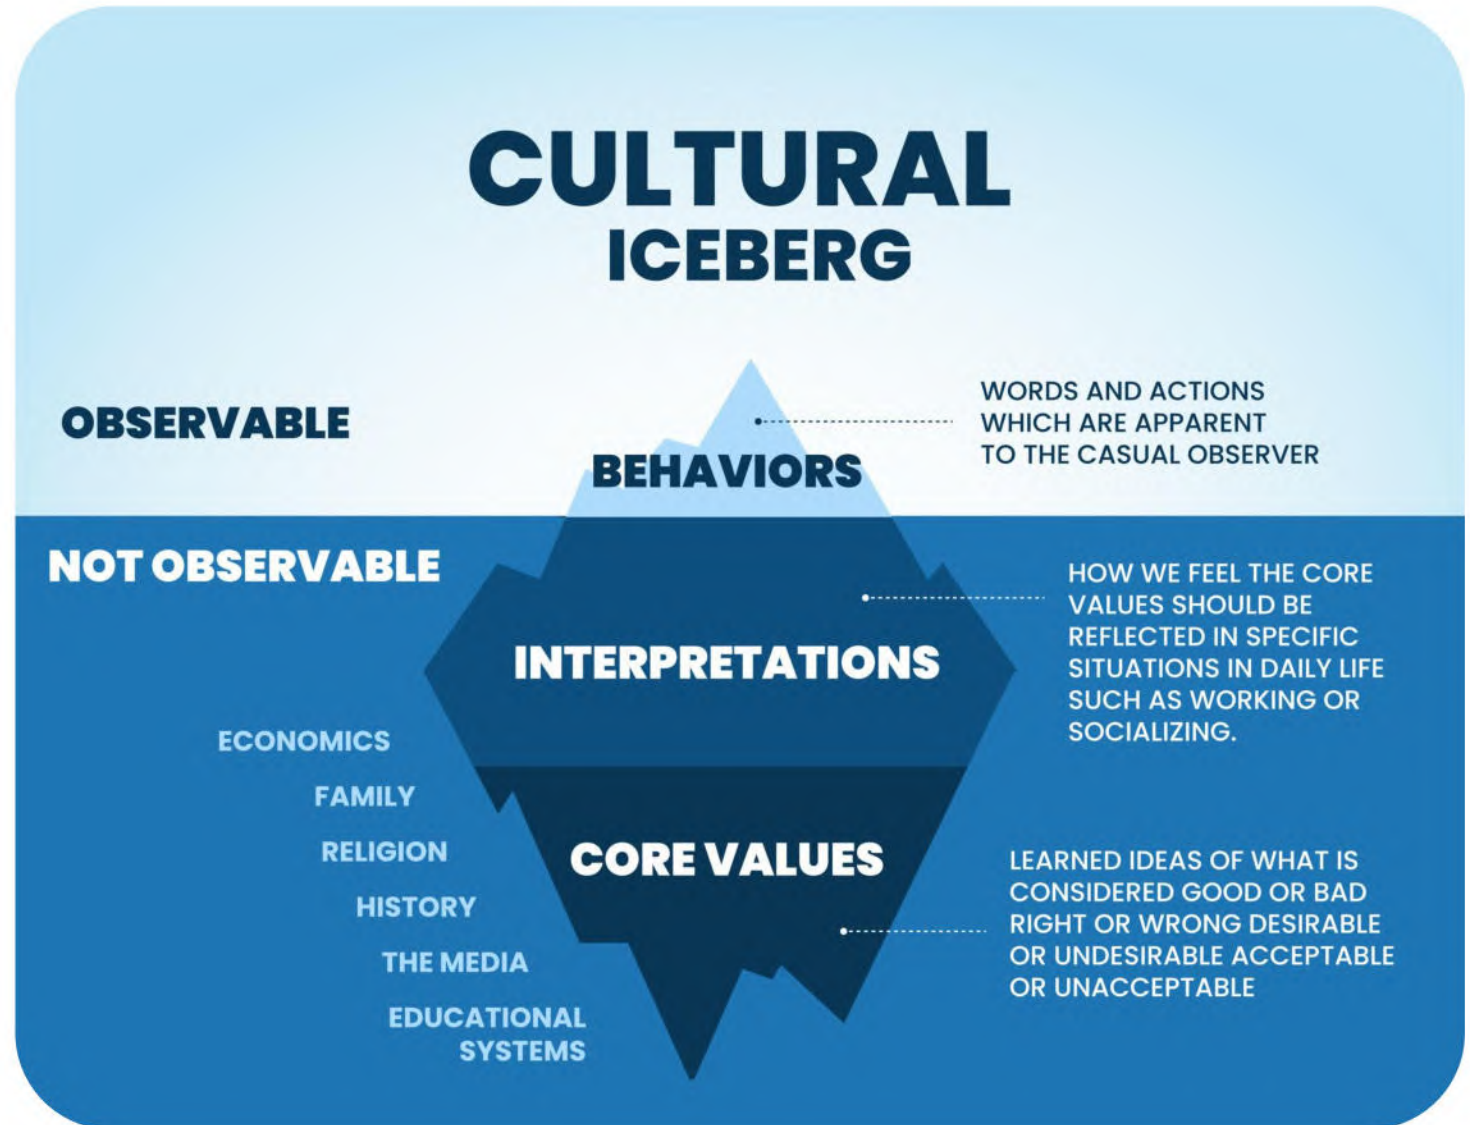 CULTURAL
ICEBERG
OBSERVABLE
BEHAVIORS
WORDS AND ACTIONS
WHICH ARE APPARENT
TO THE CASUAL OBSERVER
NOT OBSERVABLE
INTERPRETATIONS
HOW WE FEEL THE CORE
VALUES SHOULD BE
REFLECTED IN SPECIFIC
SITUATIONS IN DAILY LIFE
SUCH AS WORKING OR
SOCIALIZING.
ECONOMICS
FAMILY
RELIGION
HISTORY
THE MEDIA
EDUCATIONAL
SYSTEMS
CORE VALUES
LEARNED IDEAS OF WHAT IS
CONSIDERED GOOD OR BAD
RIGHT OR WRONG DESIRABLE
OR UNDESIRABLE ACCEPTABLE
OR UNACCEPTABLE